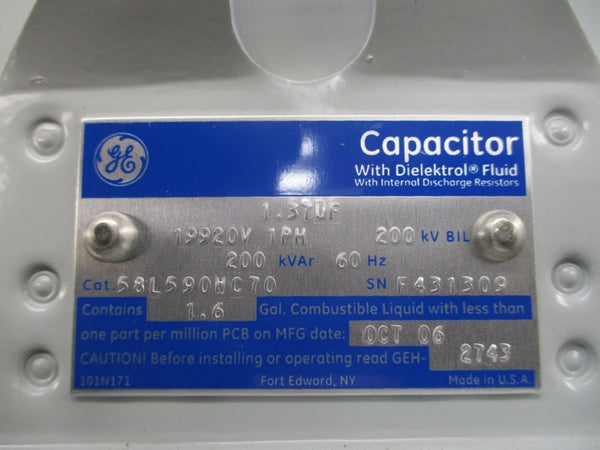 GE
Capacitor
With Dielektrol® Fluid
With Internal Discharge Resistors
1.37UF
19920V 1PH 200 kV BIL
200 kVAr 60 Hz
Cat. 58L590WC70 SN F431309
Contains 1.6 Gal. Combustible Liquid with less than
one part per million PCB on MFG date: OCT 06
CAUTION! Before installing or operating read GEH- 2743
101N171 Fort Edward, NY Made in U.S.A.